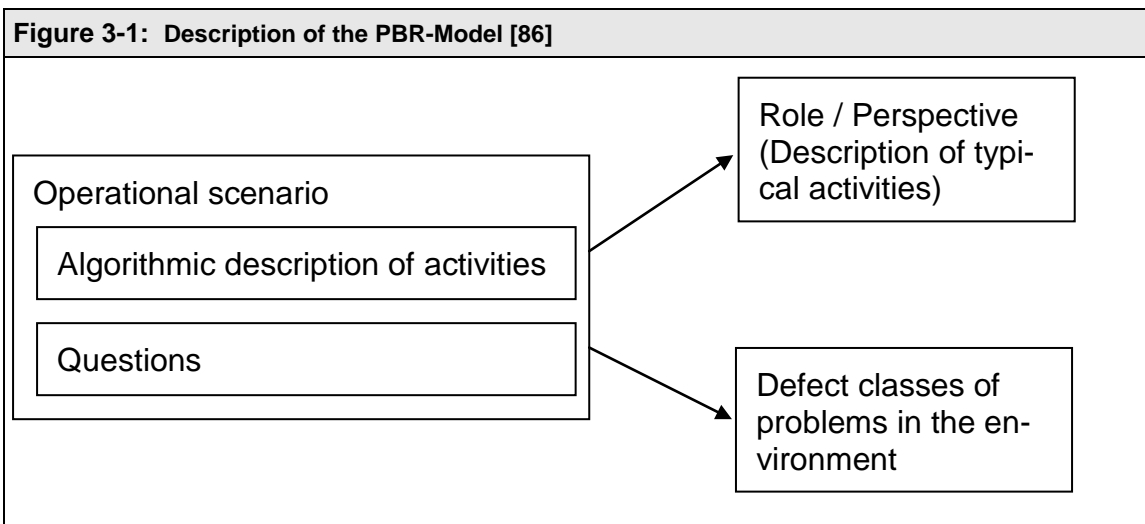 Figure 3-1: Description of the PBR-Model [86]
Operational scenario
Algorithmic description of activities
Questions
Role / Perspective
(Description of typi-
cal activities)
Defect classes of
problems in the en-
vironment